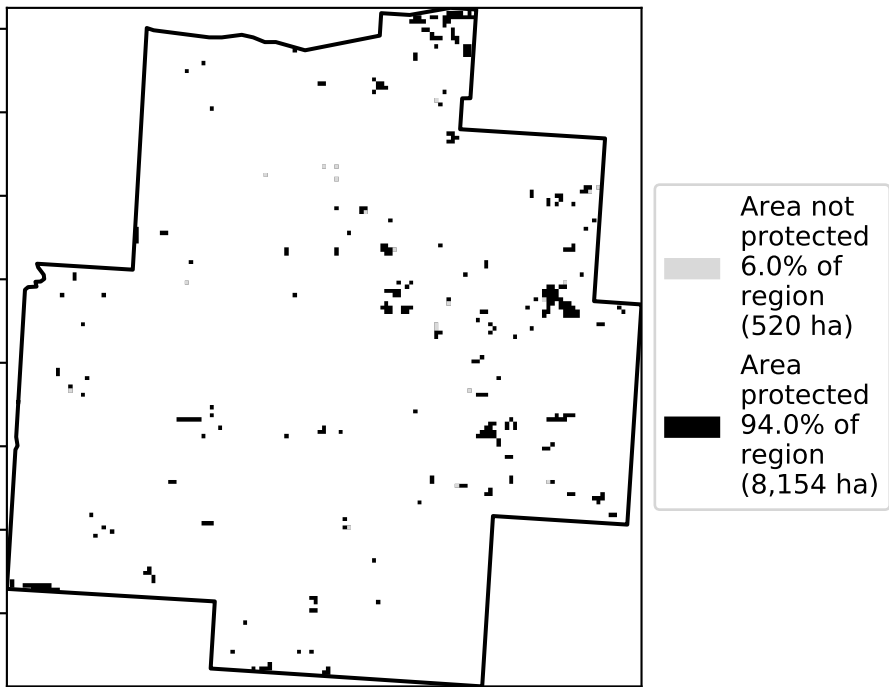 Area not
protected
6.0% of
region
(520 ha)
Area
protected
94.0% of
region
(8,154 ha)